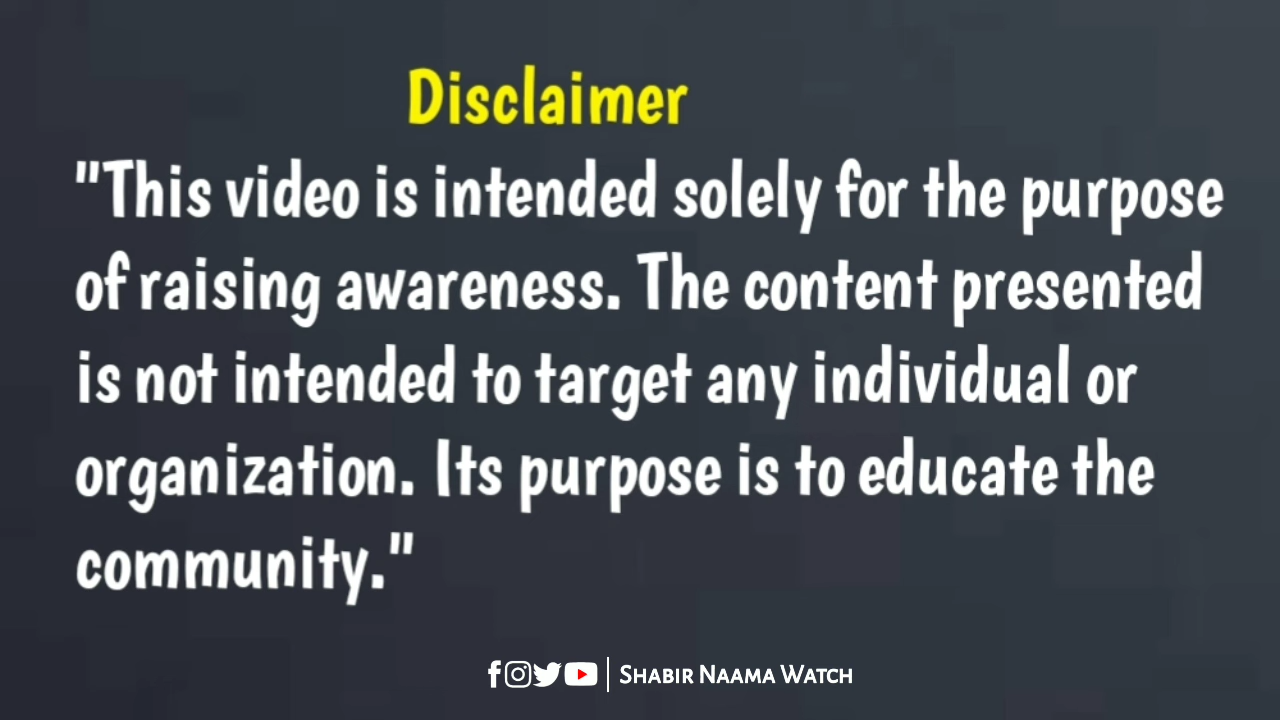 Disclaimer
"This video is intended solely for the purpose
of raising awareness. The content presented
is not intended to target any individual or
organization. Its purpose is to educate the
community."
SHABIR NAAMA WATCH